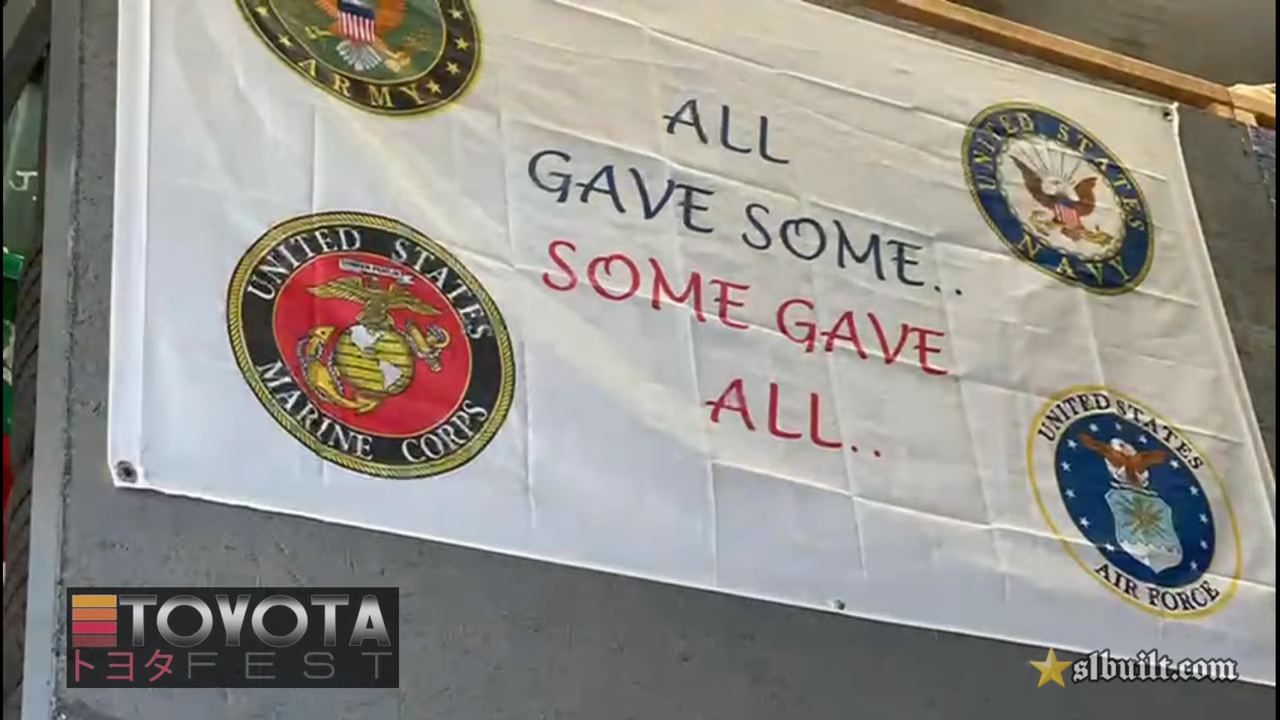 ARMY
ALL
GAVE SOME..
SOME GAVE
ALL..
UNITED STATES
NAVY
UNITED STATES
MARINE CORPS
UNITED STATES
AIR FORCE
TOYOTA
トヨタFEST
slbuilt.com